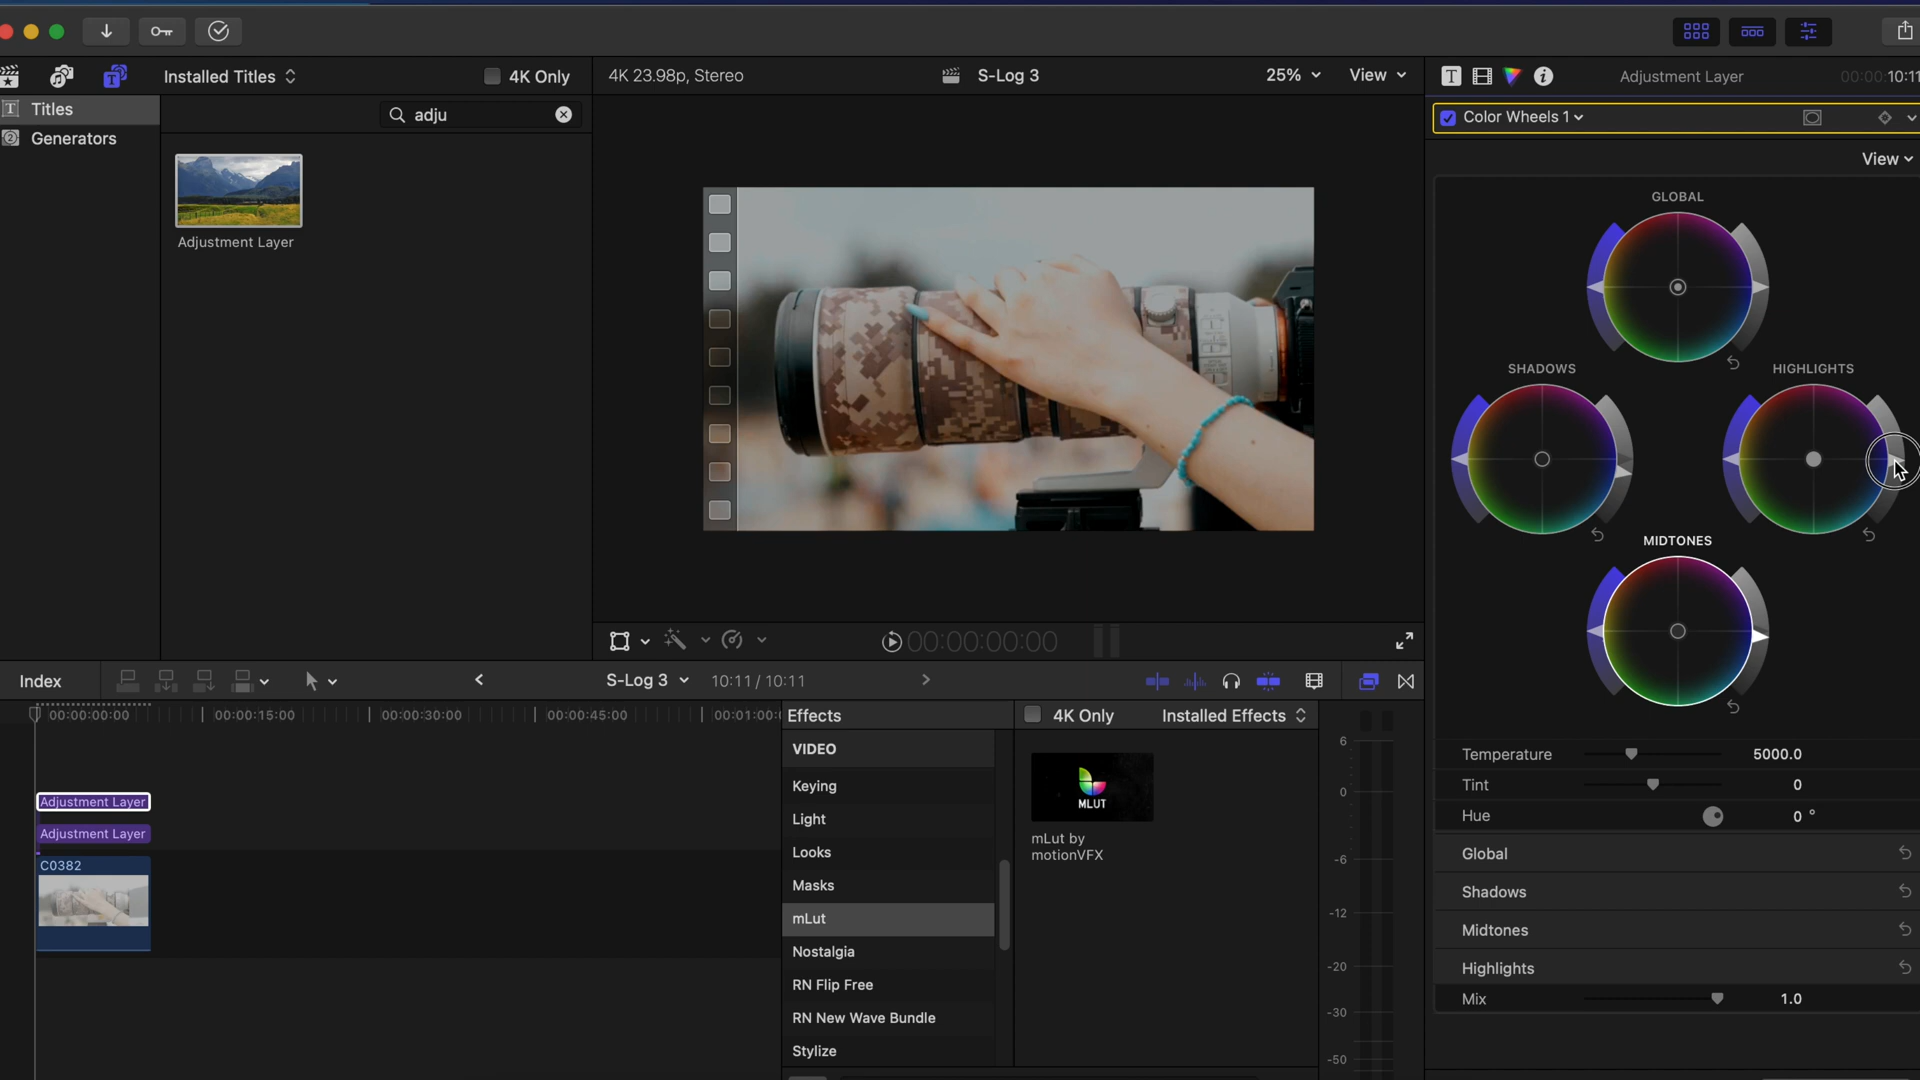 Installed Titles
4K Only
4K 23.98p, Stereo
S-Log 3
25%
View
Adjustment Layer
00:00:10:11
Titles
Generators
adju
Adjustment Layer
Color Wheels 1
View
GLOBAL
SHADOWS
HIGHLIGHTS
MIDTONES
Temperature
5000.0
Tint
0
Hue
0 °
Global
Shadows
Midtones
Highlights
Mix
1.0
00:00:00:00
Index
S-Log 3
10:11 / 10:11
00:00:00:00
00:00:15:00
00:00:30:00
00:00:45:00
00:01:00:
Adjustment Layer
Adjustment Layer
C0382
Effects
4K Only
Installed Effects
VIDEO
Keying
Light
Looks
Masks
mLut
Nostalgia
RN Flip Free
RN New Wave Bundle
Stylize
MLUT
mLut by
motionVFX
6
0
-6
-12
-20
-30
-50